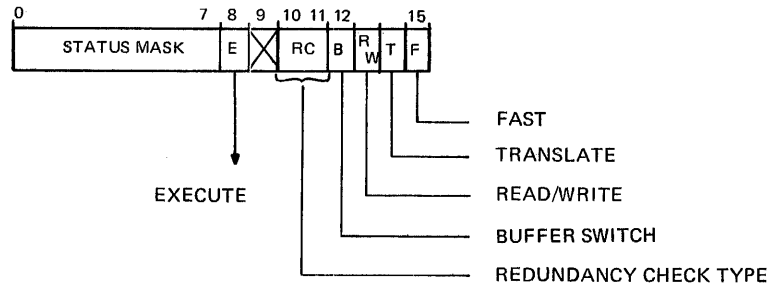 0 7 8 9 10 11 12 15
STATUS MASK E RC B RW T F
FAST
TRANSLATE
EXECUTE
READ/WRITE
BUFFER SWITCH
REDUNDANCY CHECK TYPE